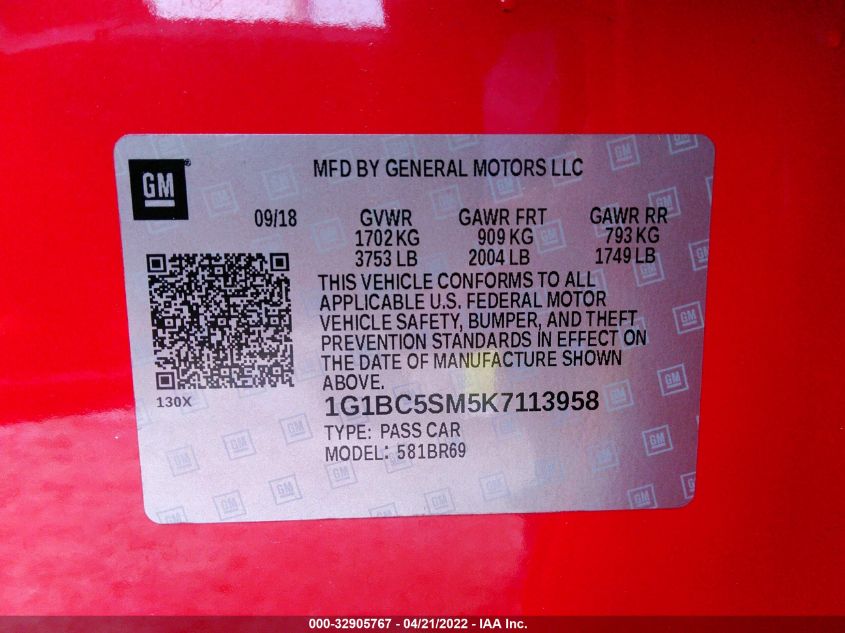 GM
MFD BY GENERAL MOTORS LLC
09/18 GVWR GAWR FRT GAWR RR
1702 KG 909 KG 793 KG
3753 LB 2004 LB 1749 LB
THIS VEHICLE CONFORMS TO ALL
APPLICABLE U.S. FEDERAL MOTOR
VEHICLE SAFETY, BUMPER, AND THEFT
PREVENTION STANDARDS IN EFFECT ON
THE DATE OF MANUFACTURE SHOWN
ABOVE.
130X
1G1BC5SM5K7113958
TYPE: PASS CAR
MODEL: 581BR69
000-32905767 - 04/21/2022 - IAA Inc.